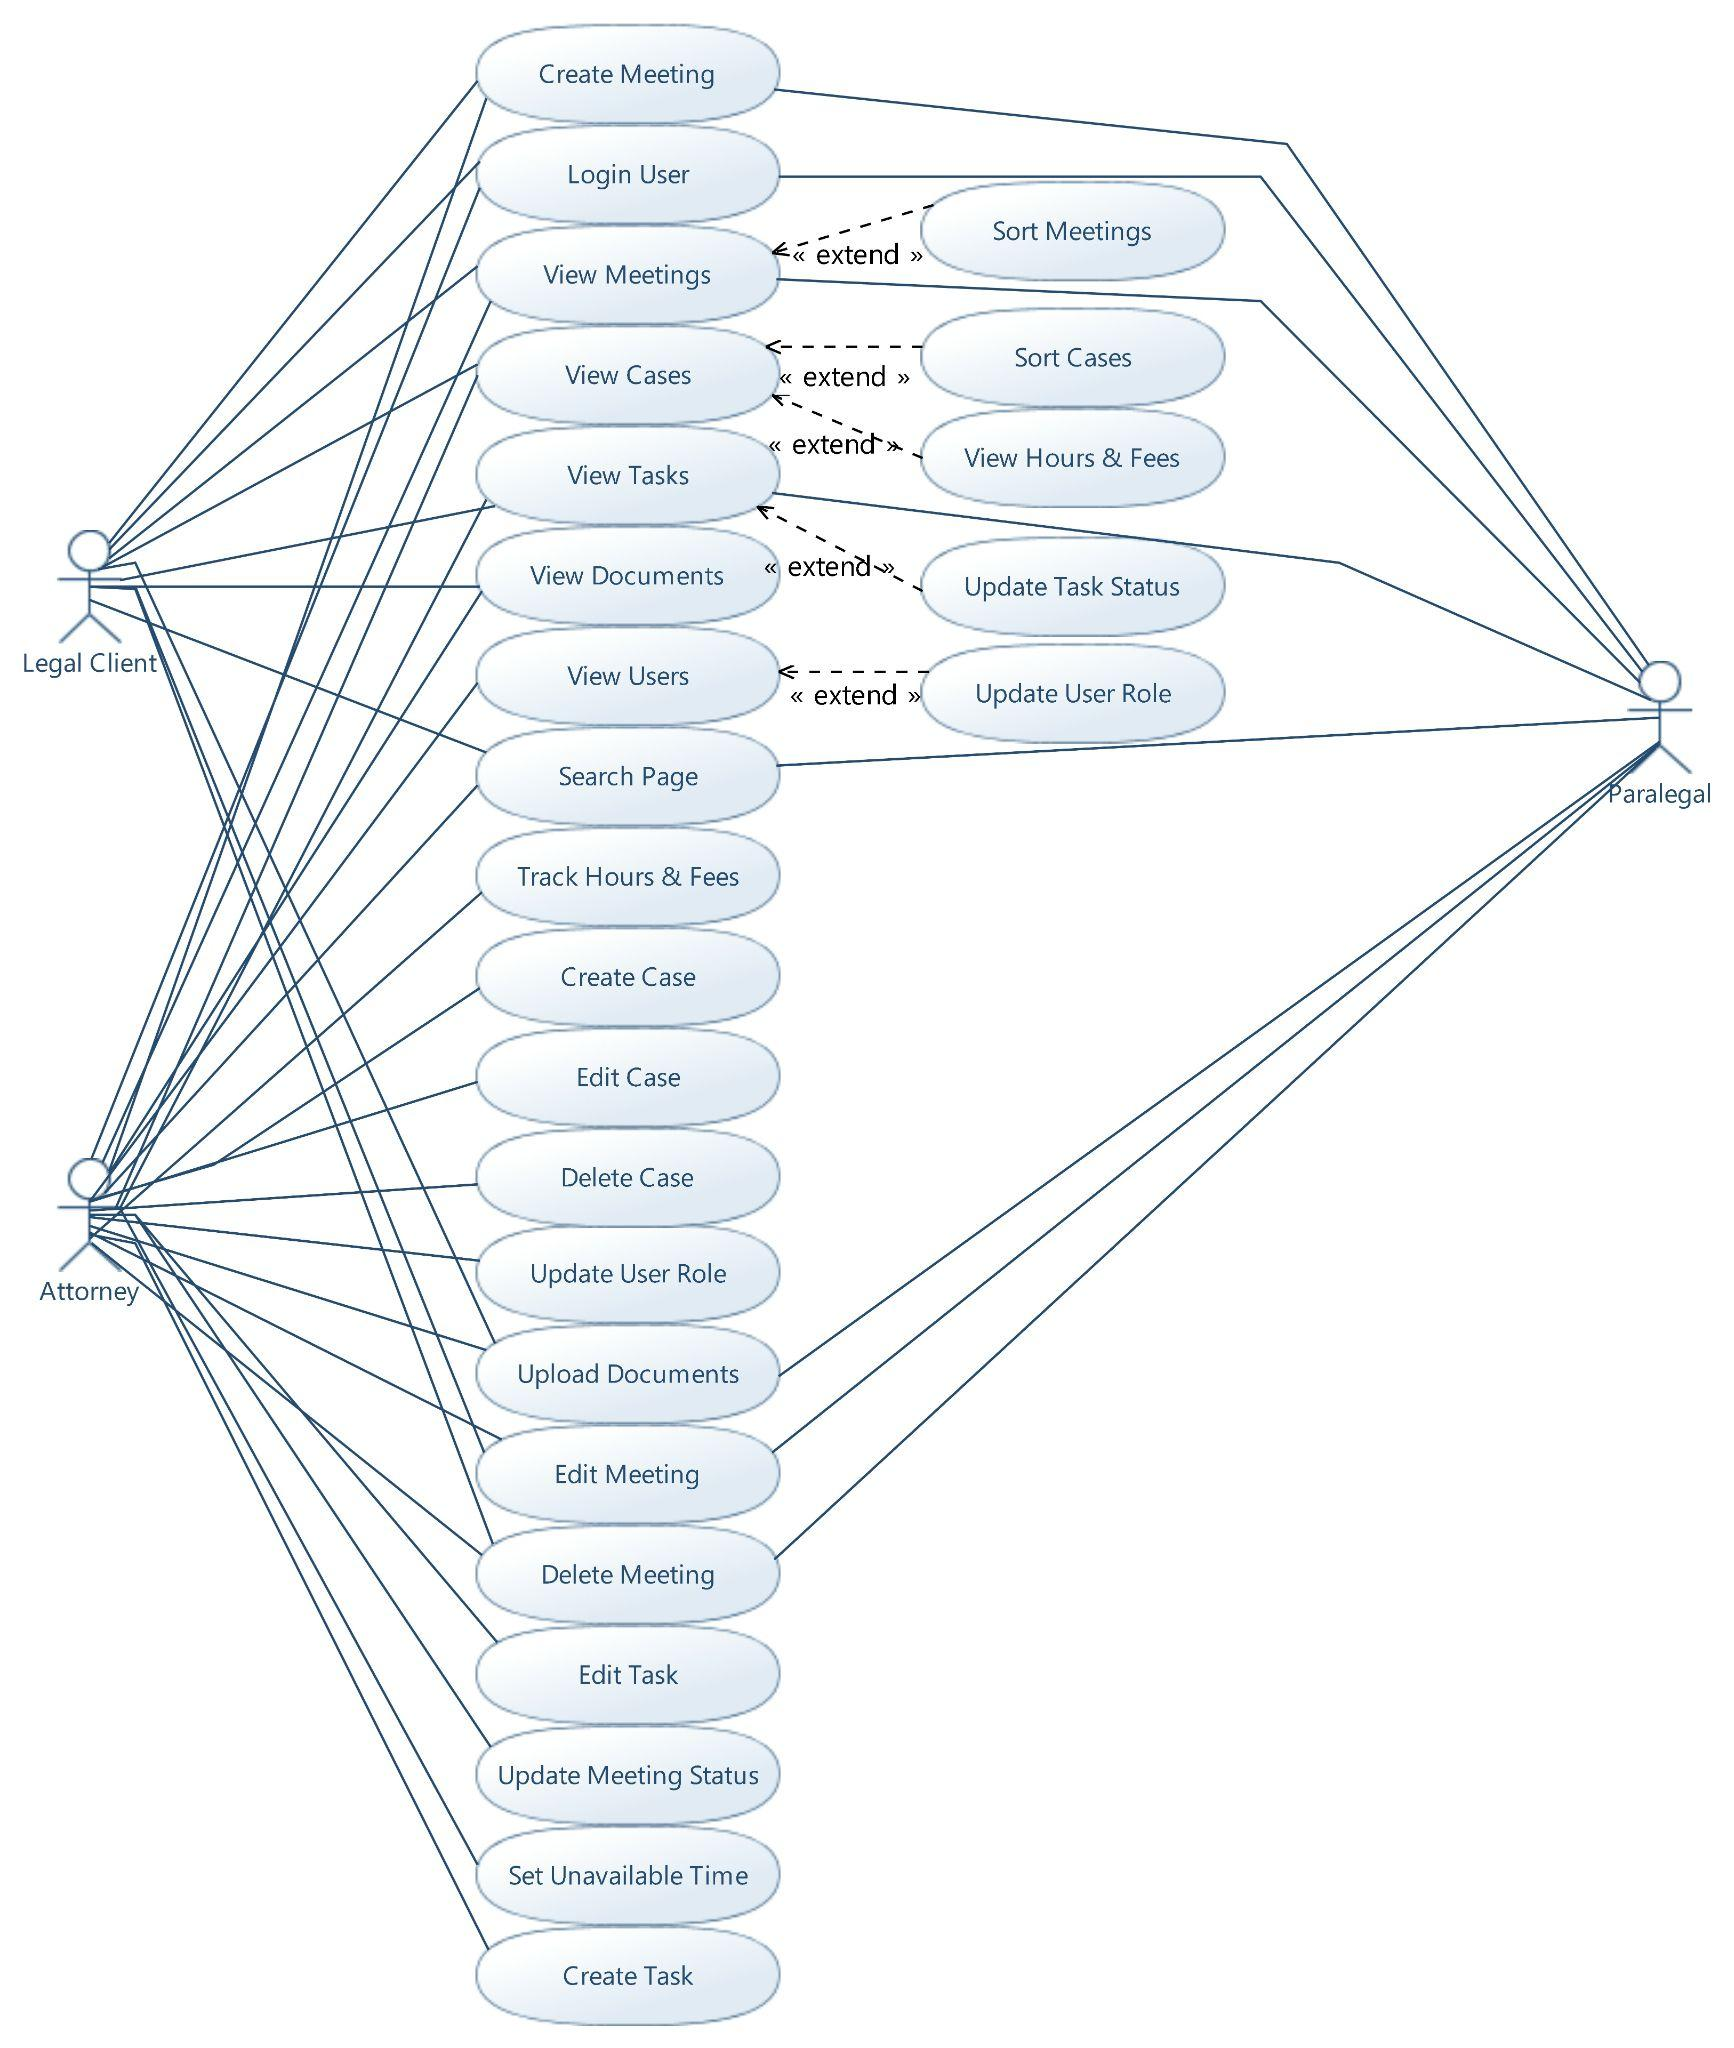 Create Meeting
Login User
Sort Meetings
« extend »
View Meetings
Sort Cases
View Cases
« extend »
« extend »
View Hours & Fees
View Tasks
« extend »
View Documents
Update Task Status
Legal Client
View Users
« extend »
Update User Role
Search Page
Paralegal
Track Hours & Fees
Create Case
Edit Case
Delete Case
Update User Role
Attorney
Upload Documents
Edit Meeting
Delete Meeting
Edit Task
Update Meeting Status
Set Unavailable Time
Create Task